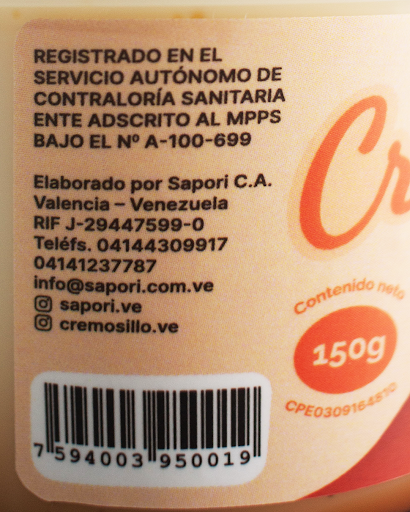 REGISTRADO EN EL
SERVICIO AUTÓNOMO DE
CONTRALORÍA SANITARIA
ENTE ADSCRITO AL MPPS
BAJO EL Nº A-100-699
Elaborado por Sapori C.A.
Valencia – Venezuela
RIF J-29447599-0
Teléfs. 04144309917
04141237787
info@sapori.com.ve
sapori.ve
cremosillo.ve
7 594003 950019
Cr
Contenido neto
150g
CPE0309164810